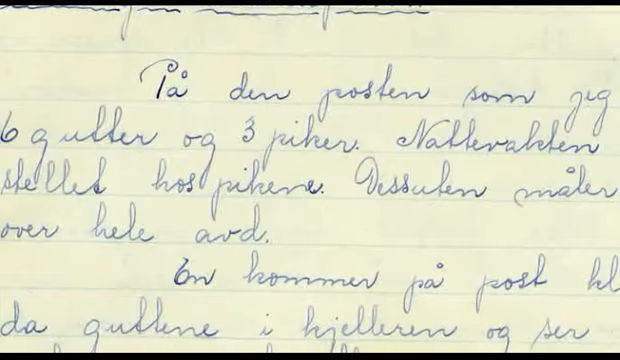 På den posten som jeg
6 gutter og 3 piker. Nattevakten
stellet hos pikene. Dessuten måler
over hele avd.
En kommer på post kl
da guttene i kjelleren og ser